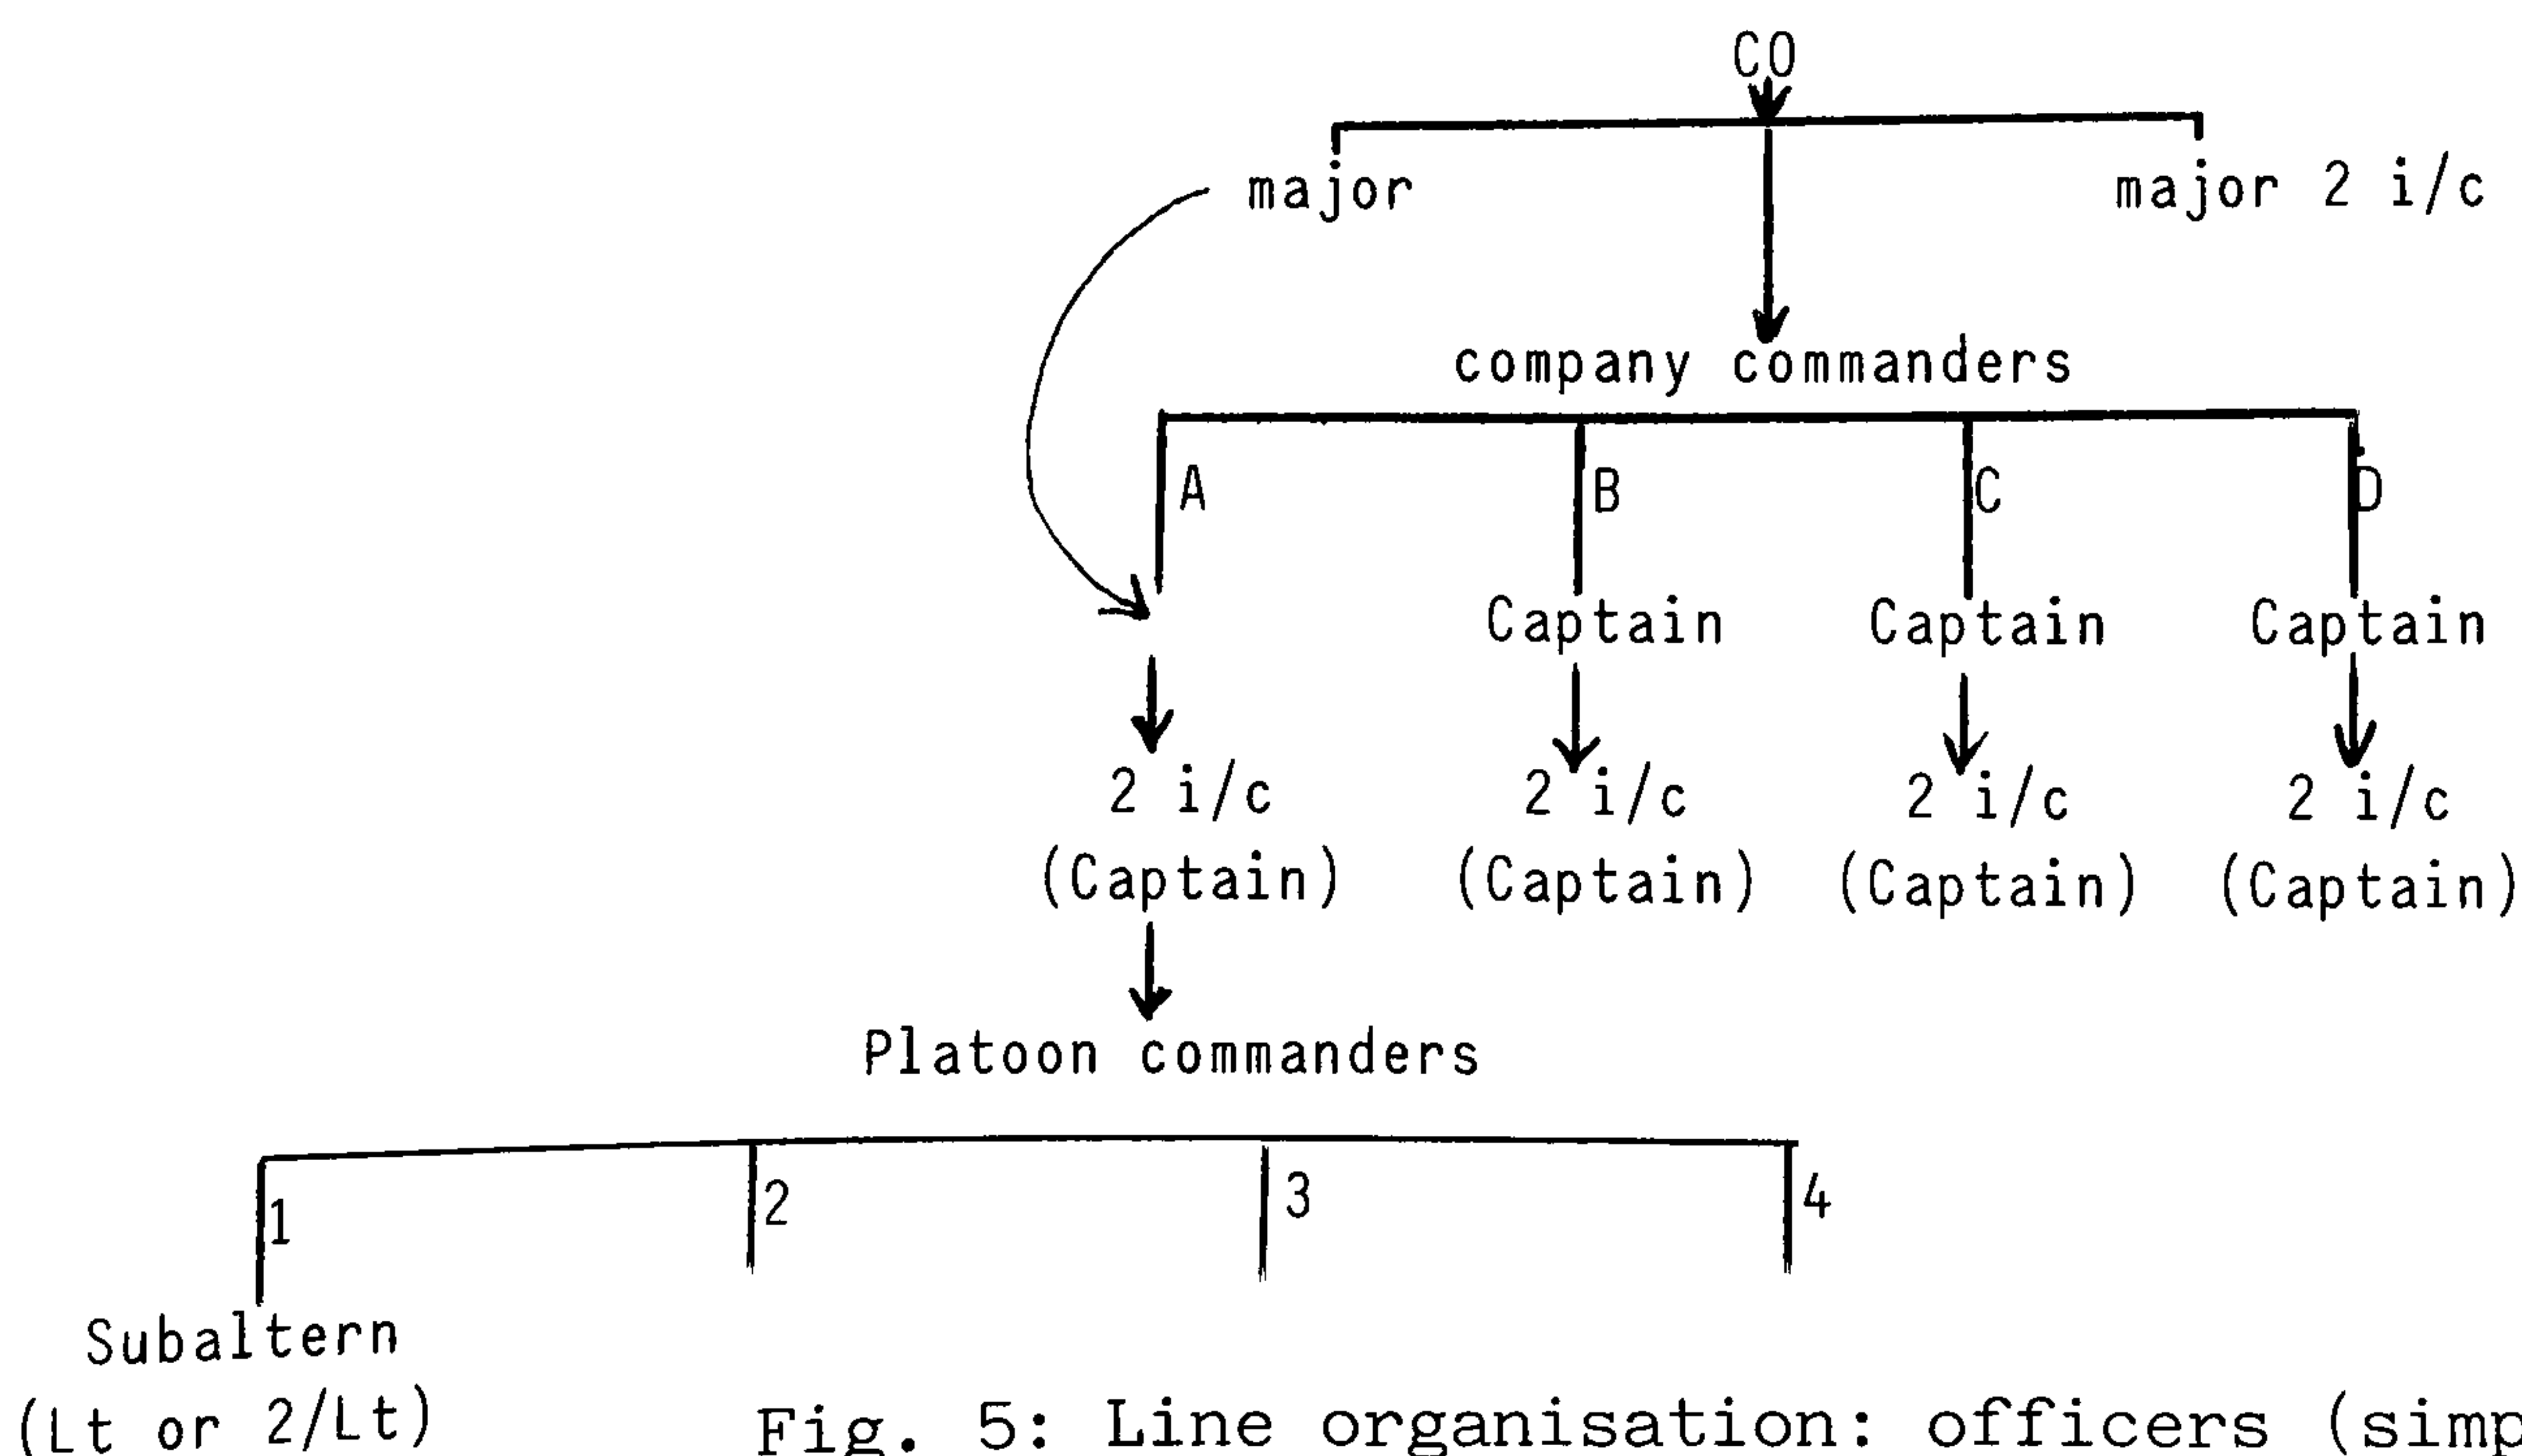 CO
major
major 2 i/c
company commanders
A
B
C
D
Captain
Captain
Captain
2 i/c
2 i/c
2 i/c
2 i/c
(Captain)
(Captain)
(Captain)
(Captain)
Platoon commanders
1
2
3
4
Subaltern
(Lt or 2/Lt)
Fig. 5: Line organisation: officers